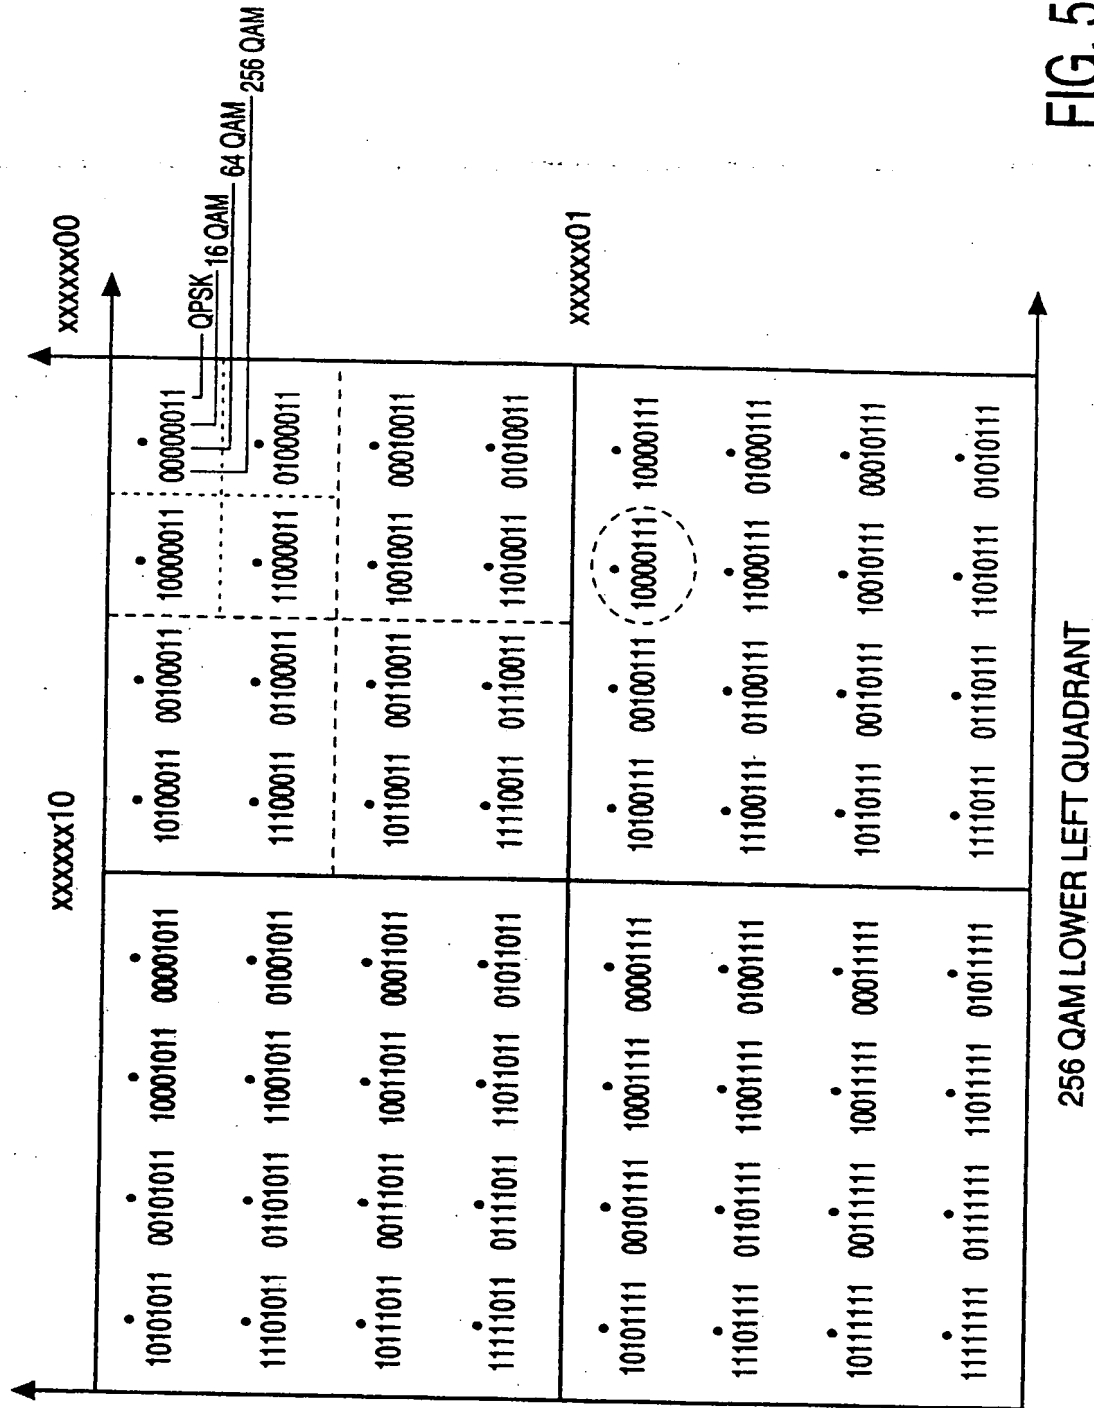 xxxxxx10 xxxxxx00
10101011 00101011 10001011 00001011 10100011 00100011 10000011 00000011
QPSK
16 QAM
64 QAM
256 QAM
11101011 01101011 11001011 01001011 11100011 01100011 11000011 01000011
10111011 00111011 10011011 00011011 10110011 00110011 10010011 00010011
11111011 01111011 11011011 01011011 11110011 01110011 11010011 01010011
xxxxxx01
10101111 00101111 10001111 00001111 10100111 00100111 10000111 10000111
11101111 01101111 11001111 01001111 11100111 01100111 11000111 01000111
10111111 00111111 10011111 00011111 10110111 00110111 10010111 00010111
11111111 01111111 11011111 01011111 11110111 01110111 11010111 01010111
256 QAM LOWER LEFT QUADRANT
FIG. 5